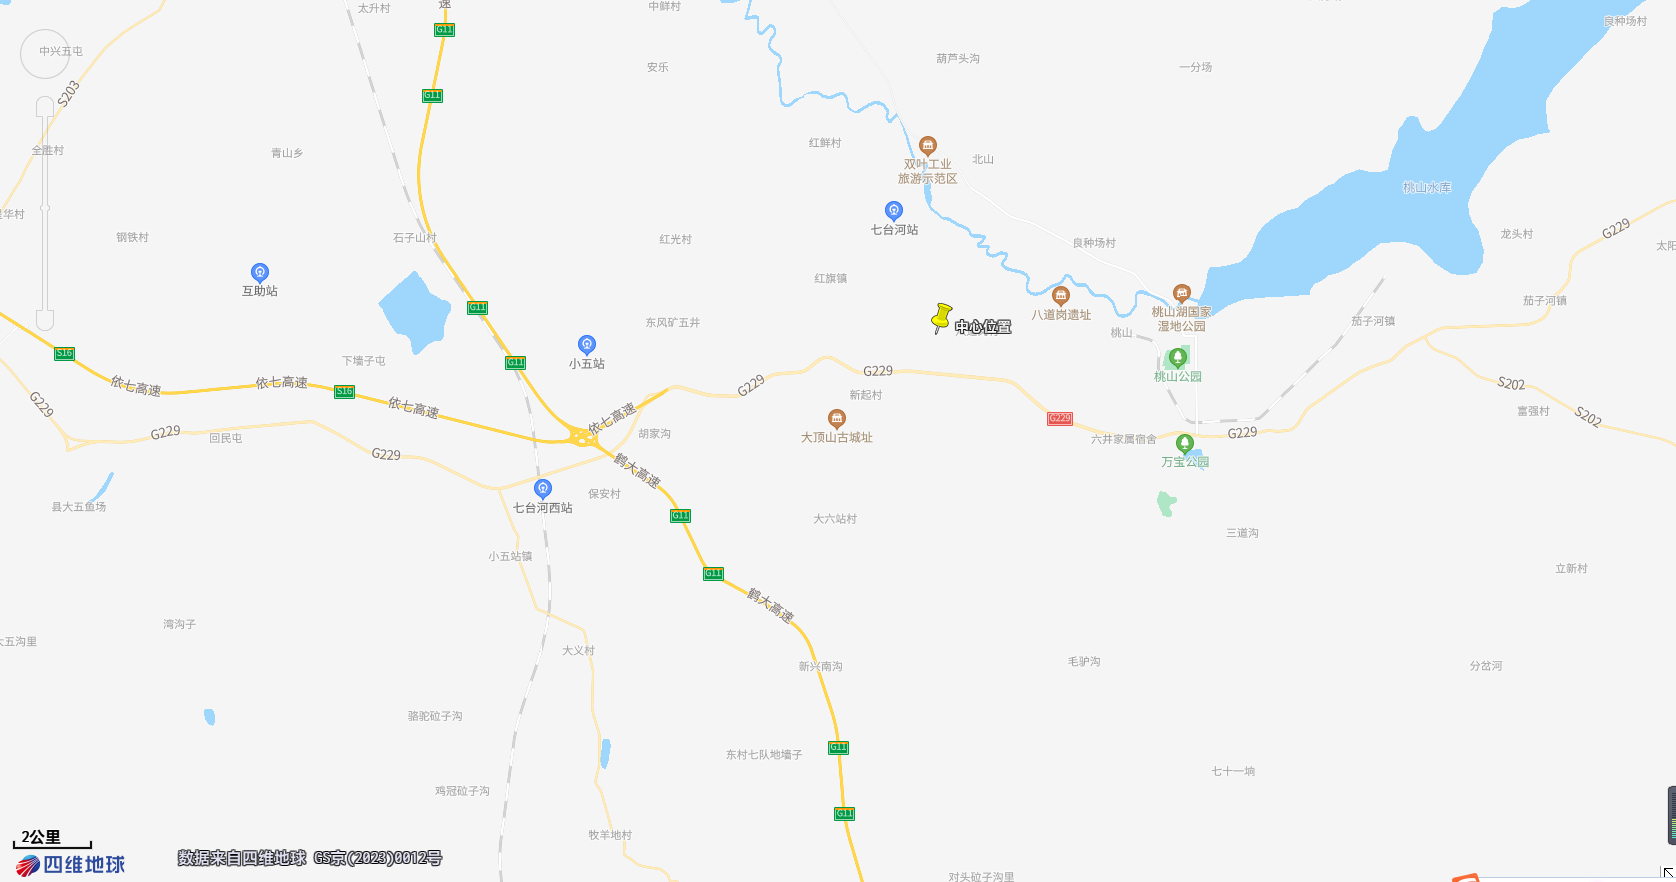 速
太升村
中鲜村
G11
良种场村
中兴五屯
葫芦头沟
安乐
一分场
S203
G11
红鲜村
全胜村
青山乡
北山
双叶工业
旅游示范区
桃山水库
七台河站
钢铁村
石子山村
红光村
良种场村
G229
龙头村
太阳
互助站
红旗镇
茄子河镇
G11
八道岗遗址
桃山湖国家
湿地公园
东风矿五井
中心位置
桃山
茄子河镇
S16
下墙子屯
G11
小五站
依七高速
依七高速
S16
G229
G229
桃山公园
S202
G229
依七高速
依七高速
新起村
富强村
S202
G229
回民屯
G229
胡家沟
大顶山古城址
G229
六井家属宿舍
G229
万宝公园
鹤大高速
七台河西站
保安村
县大五鱼场
G11
大六站村
三道沟
小五站镇
G11
立新村
鹤大高速
湾沟子
大五沟里
大义村
新兴南沟
毛驴沟
分岔河
骆驼砬子沟
G11
东村七队地墙子
七十一垧
鸡冠砬子沟
G11
牧羊地村
2公里
四维地球
数据来自四维地球 GS京(2023)0012号
对头砬子沟里